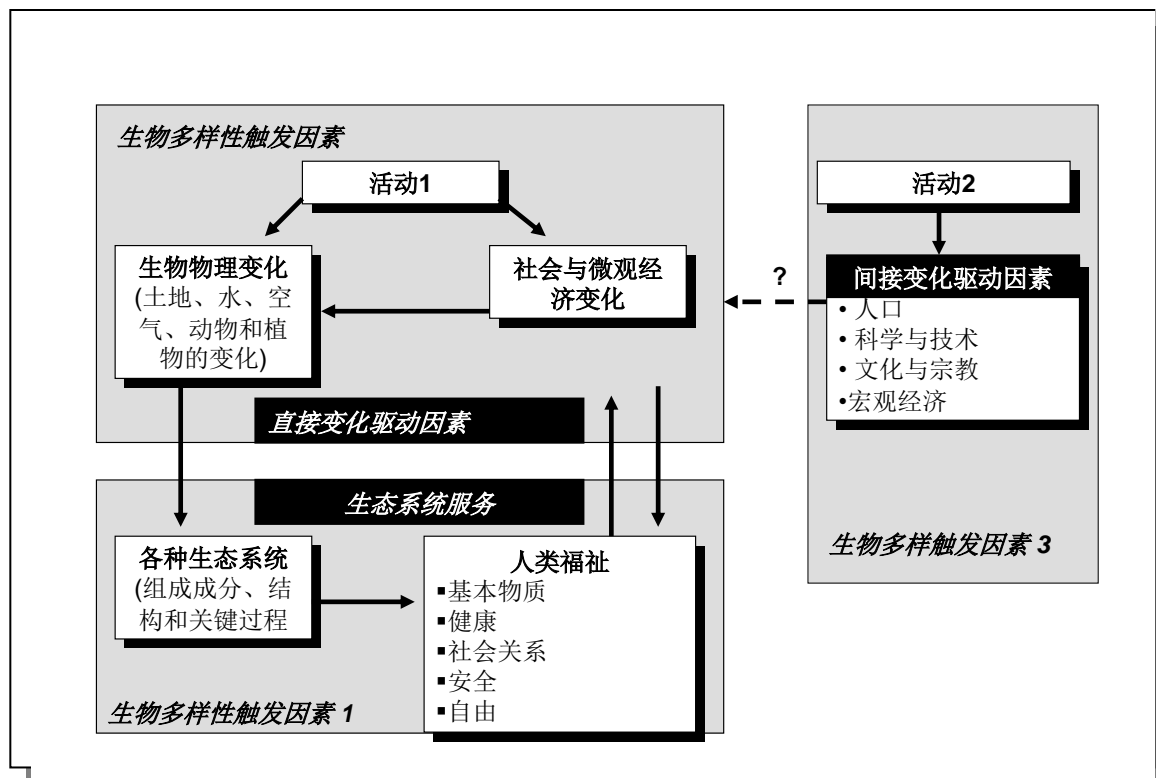 生物多样性触发因素
活动1
生物物理变化
(土地、水、空
气、动物和植
物的变化)
社会与微观经
济变化
直接变化驱动因素
?
活动2
间接变化驱动因素
• 人口
• 科学与技术
• 文化与宗教
•宏观经济
生物多样触发因素 3
生态系统服务
各种生态系统
(组成成分、结
构和关键过程
人类福祉
▪基本物质
▪健康
▪社会关系
▪安全
▪自由
生物多样性触发因素 1